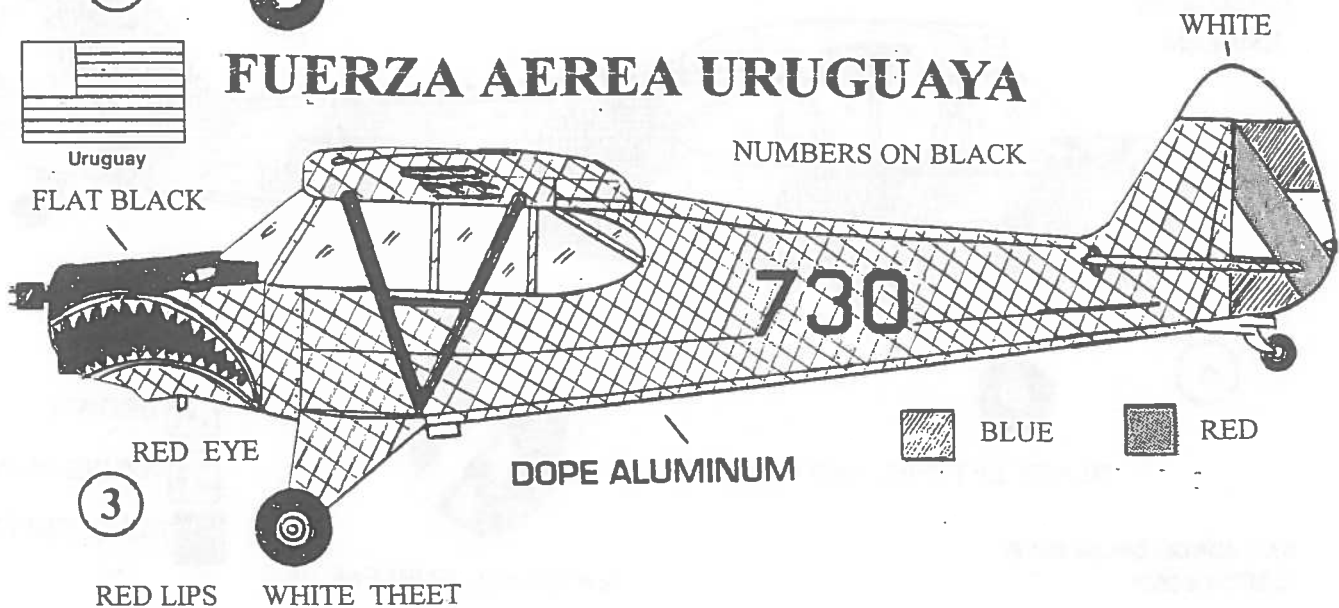 WHITE
FUERZA AEREA URUGUAYA
Uruguay
NUMBERS ON BLACK
FLAT BLACK
730
BLUE
RED
RED EYE
DOPE ALUMINUM
3
RED LIPS
WHITE THEET